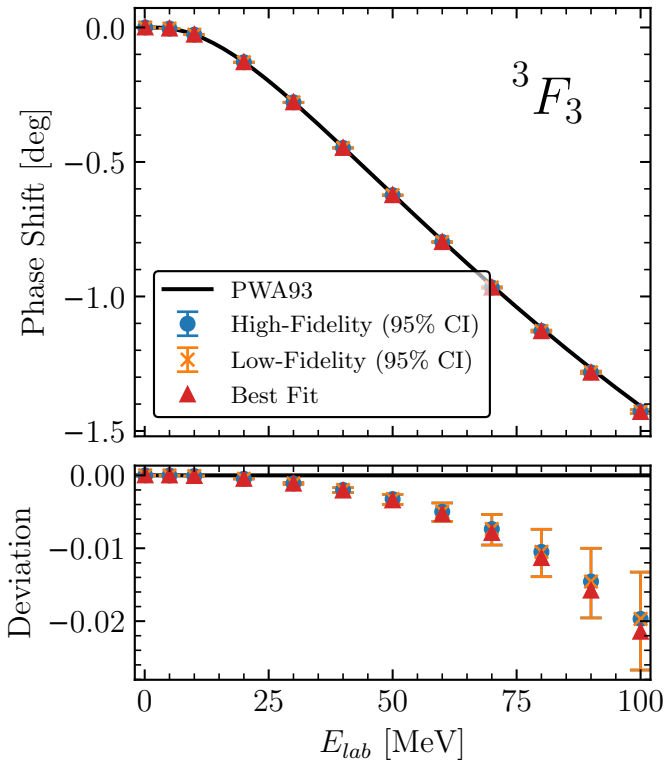 0.0
−0.5
−1.0
−1.5
Phase Shift [deg]
³F₃
PWA93
High-Fidelity (95% CI)
Low-Fidelity (95% CI)
Best Fit
0.00
−0.01
−0.02
Deviation
0 25 50 75 100
E_lab [MeV]